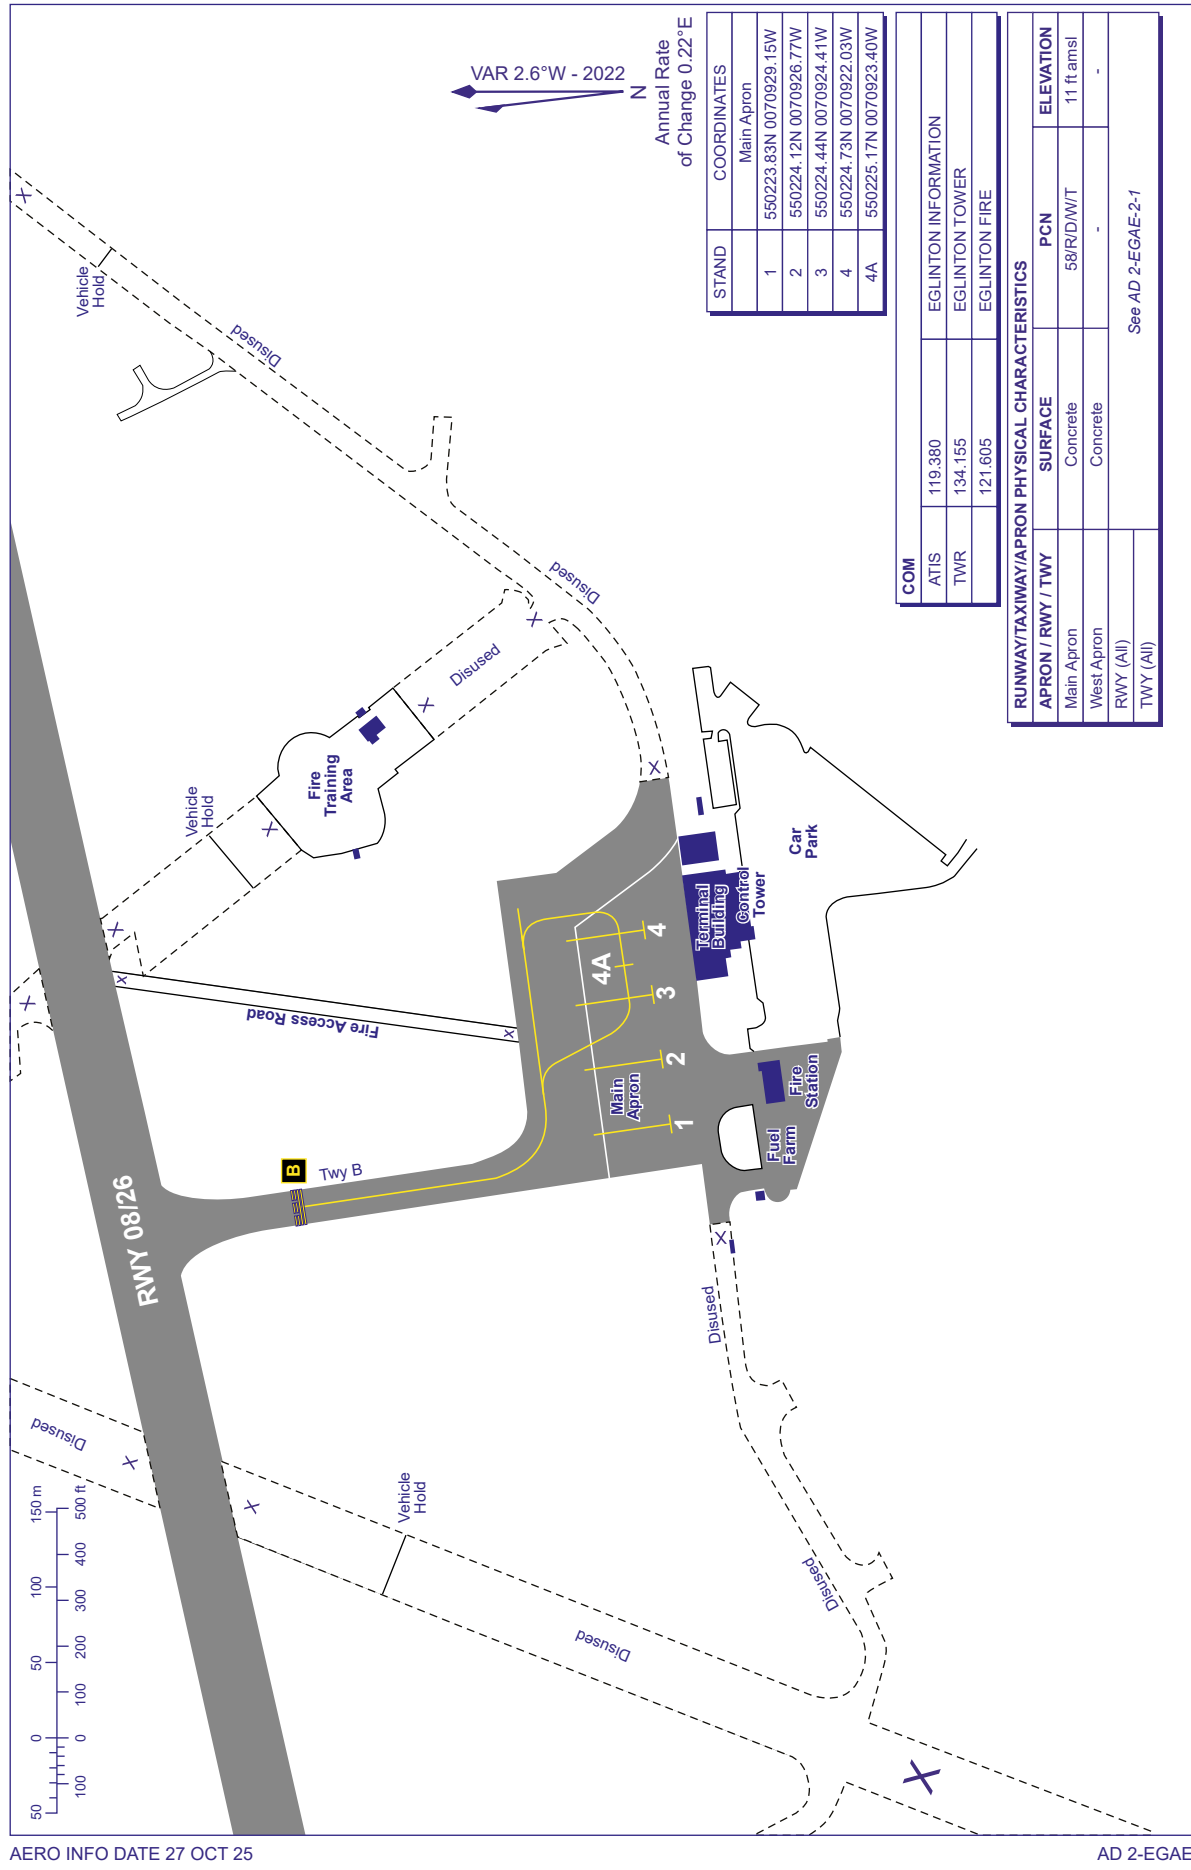 VAR 2.6°W - 2022
N
Annual Rate
of Change 0.22°E
STAND COORDINATES
Main Apron
1 550223.83N 0070929.15W
2 550224.12N 0070926.77W
3 550224.44N 0070924.41W
4 550224.73N 0070922.03W
4A 550225.17N 0070923.40W
COM
ATIS 119.380 EGLINTON INFORMATION
TWR 134.155 EGLINTON TOWER
121.605 EGLINTON FIRE
RUNWAY/TAXIWAY/APRON PHYSICAL CHARACTERISTICS
APRON / RWY / TWY SURFACE PCN ELEVATION
Main Apron Concrete 58/R/D/W/T 11 ft amsl
West Apron Concrete - -
RWY (All)
TWY (All)
See AD 2-EGAE-2-1
X
Vehicle
Hold
Disused
Disused
X
Disused
X
Fire
Training
Area
Vehicle
Hold
X
X
X
X
X
Fire Access Road
X
X
RWY 08/26
B
Twy B
Main
Apron
1
2
3
4A
4
Terminal
Building
Control
Tower
Car
Park
Fire
Station
Fuel
Farm
X
Disused
Disused
Disused
X
X
Vehicle
Hold
Disused
X
50 0 50 100 150 m
100 0 100 200 300 400 500 ft
AERO INFO DATE 27 OCT 25
AD 2-EGAE